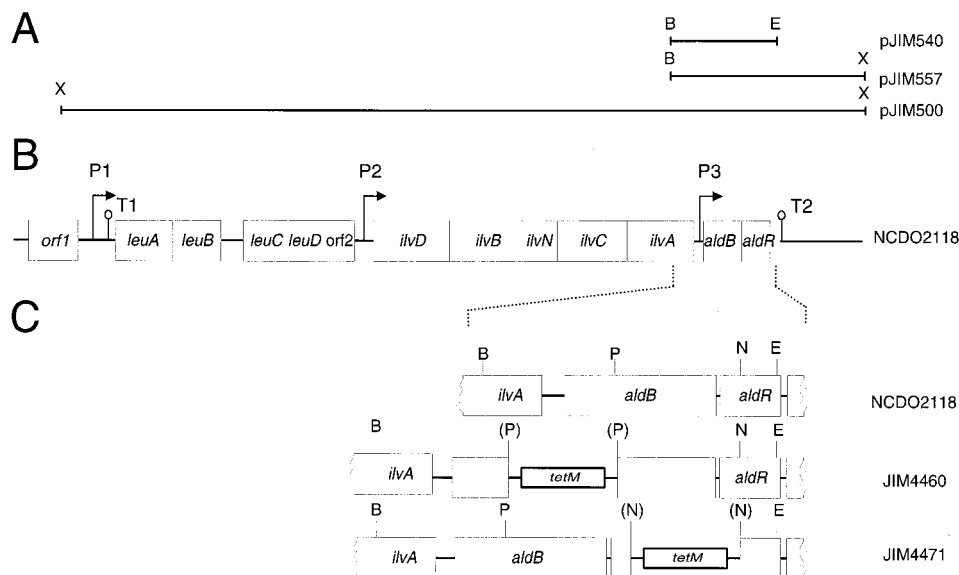 A
B E
pJIM540
B X
pJIM557
X X
pJIM500
B
P1 P2 P3
T1 T2
orf1 leuA leuB leuC leuD orf2 ilvD ilvB ilvN ilvC ilvA aldB aldR
NCDO2118
C
B P N E
ilvA aldB aldR
NCDO2118
B (P) (P) N E
ilvA tetM aldR
JIM4460
B P (N) (N) E
ilvA aldB tetM
JIM4471